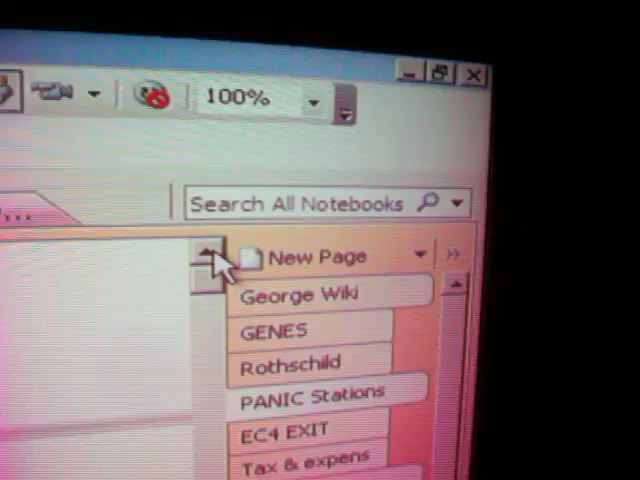 100%
...
Search All Notebooks
New Page
George Wiki
GENES
Rothschild
PANIC Stations
EC4 EXIT
Tax & expens